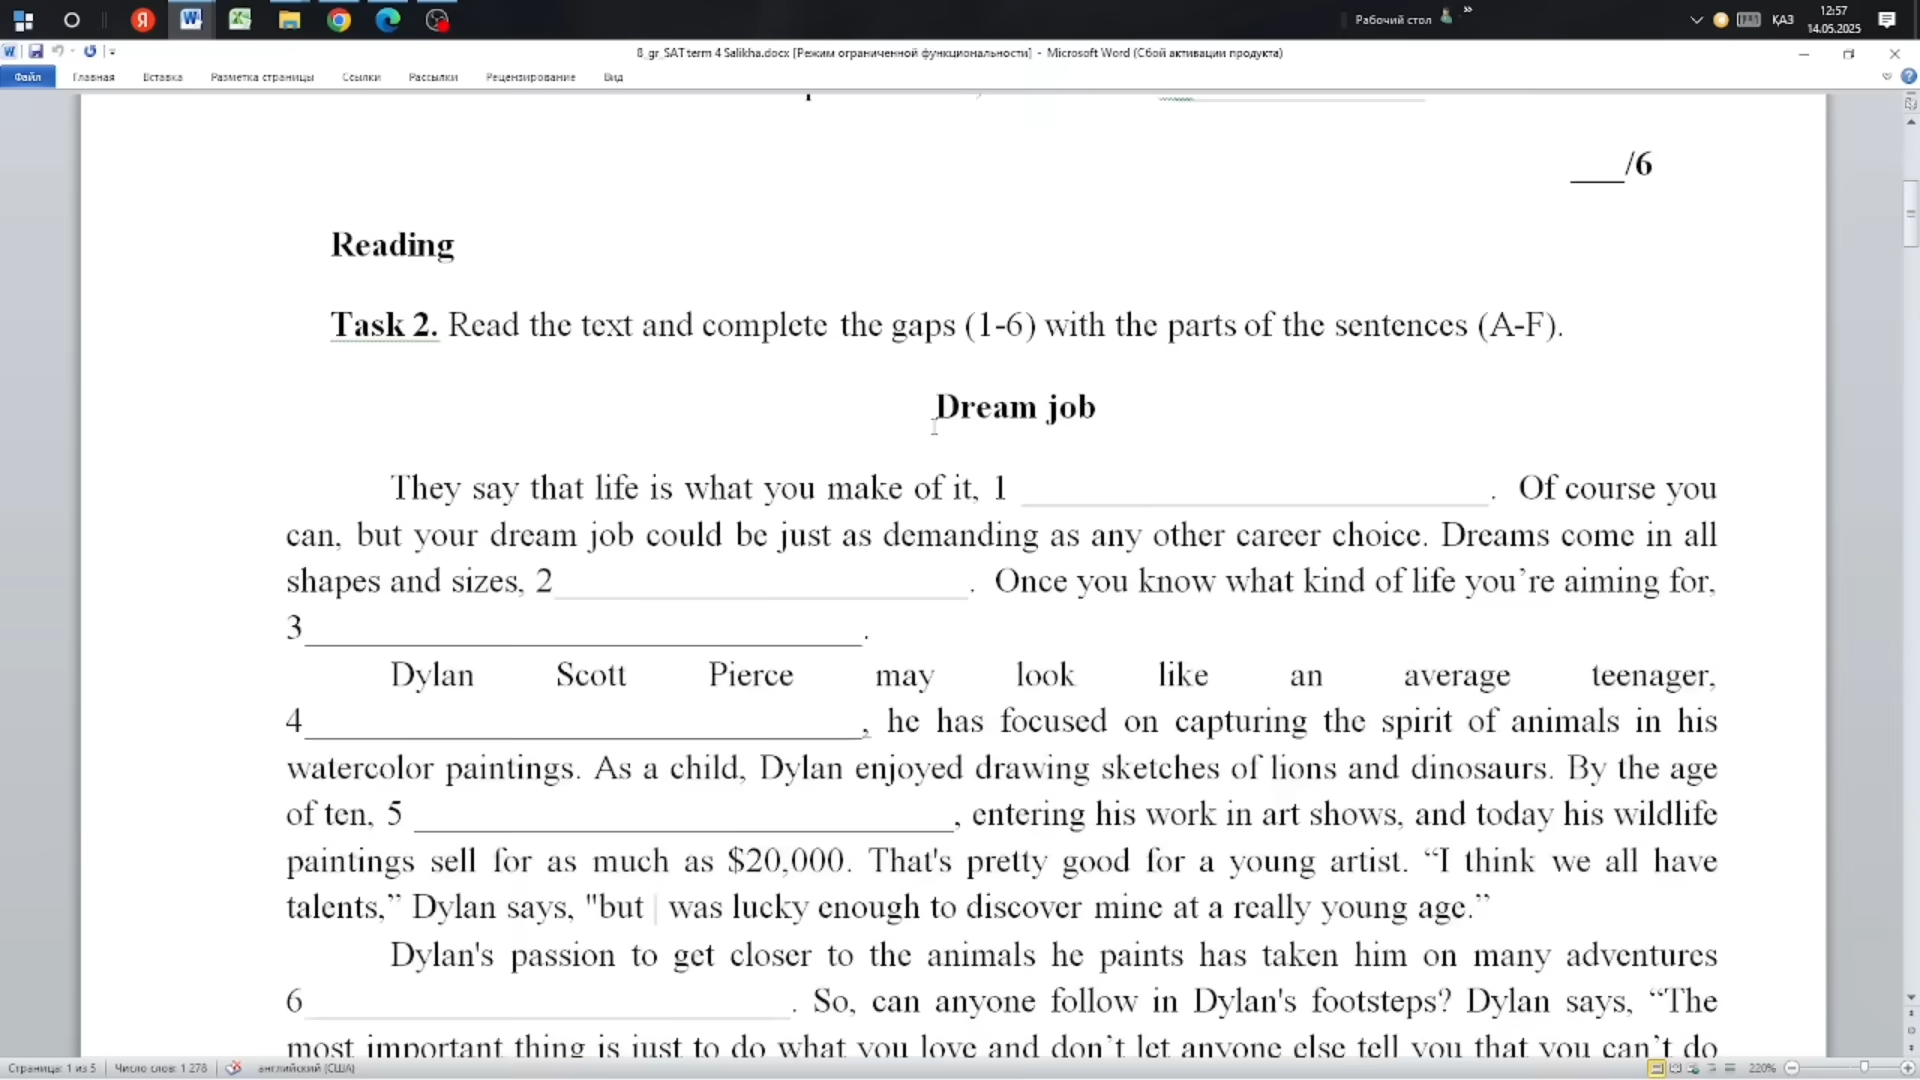 Рабочий стол
»
ҚАЗ
12:57
14.05.2025
8_gr_SAT term 4 Salikha.docx [Режим ограниченной функциональности] - Microsoft Word (Сбой активации продукта)
Файл Главная Вставка Разметка страницы Ссылки Рассылки Рецензирование Вид
___/6
Reading
Task 2. Read the text and complete the gaps (1-6) with the parts of the sentences (A-F).
Dream job
They say that life is what you make of it, 1 ____________________. Of course you
can, but your dream job could be just as demanding as any other career choice. Dreams come in all
shapes and sizes, 2____________________. Once you know what kind of life you’re aiming for,
3____________________.
Dylan Scott Pierce may look like an average teenager,
4____________________, he has focused on capturing the spirit of animals in his
watercolor paintings. As a child, Dylan enjoyed drawing sketches of lions and dinosaurs. By the age
of ten, 5 ____________________, entering his work in art shows, and today his wildlife
paintings sell for as much as $20,000. That's pretty good for a young artist. “I think we all have
talents,” Dylan says, "but | was lucky enough to discover mine at a really young age.”
Dylan's passion to get closer to the animals he paints has taken him on many adventures
6____________________. So, can anyone follow in Dylan's footsteps? Dylan says, “The
most important thing is just to do what you love and don’t let anyone else tell you that you can’t do
Страница: 1 из 5 Число слов: 1 278 английский (США) 220%